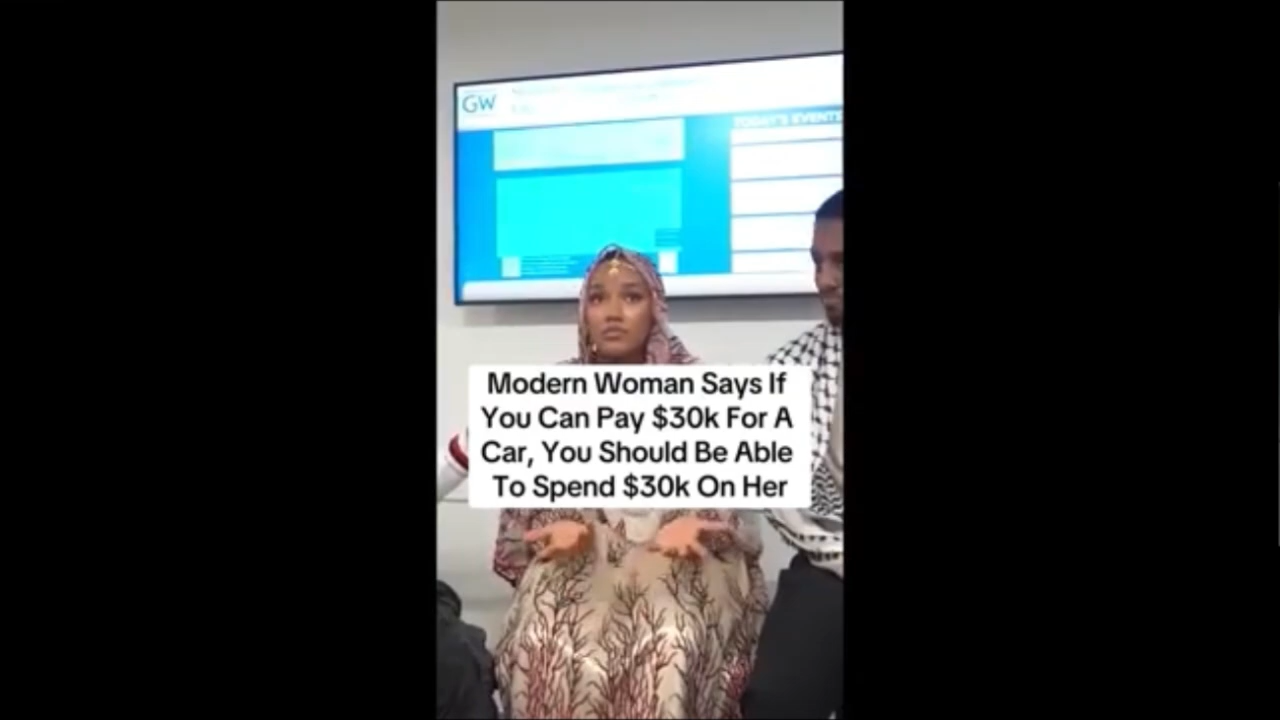 GW
TODAY'S EVENTS
Modern Woman Says If
You Can Pay $30k For A
Car, You Should Be Able
To Spend $30k On Her